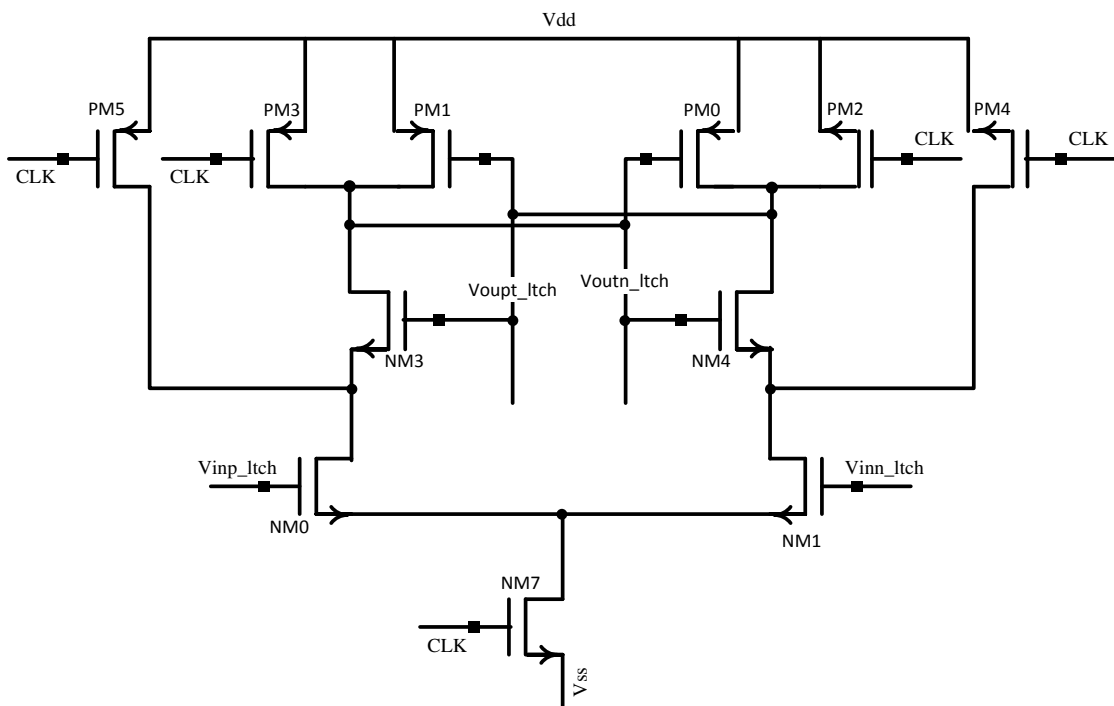 Vdd
PM5
PM3
PM1
PM0
PM2
PM4
CLK
CLK
CLK
CLK
Voupt_ltch
Voutn_ltch
NM3
NM4
Vinp_ltch
Vinn_ltch
NM0
NM1
NM7
CLK
Vss